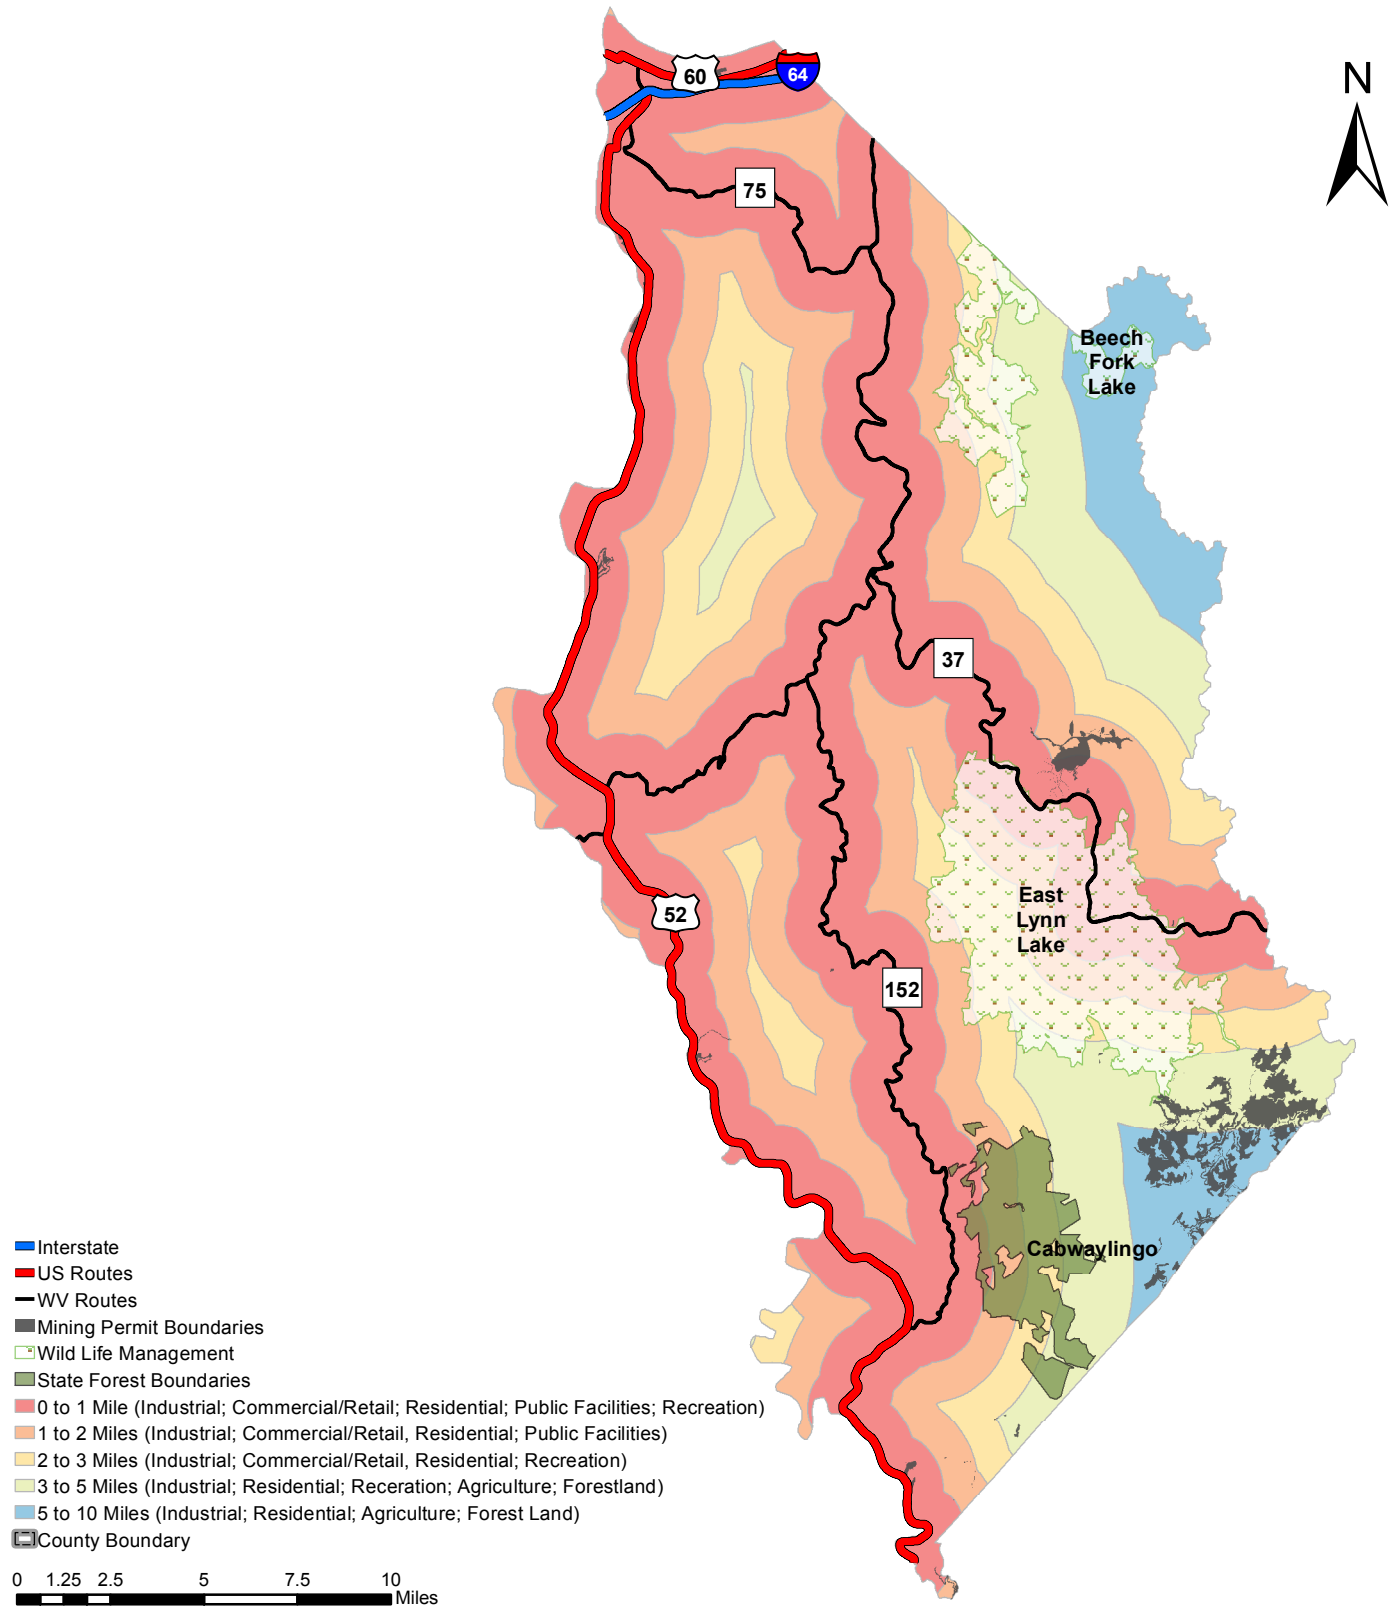 60
64
N
75
Beech
Fork
Lake
37
East
Lynn
Lake
52
152
Cabwaylingo
Interstate
US Routes
WV Routes
Mining Permit Boundaries
Wild Life Management
State Forest Boundaries
0 to 1 Mile (Industrial; Commercial/Retail; Residential; Public Facilities; Recreation)
1 to 2 Miles (Industrial; Commercial/Retail, Residential; Public Facilities)
2 to 3 Miles (Industrial; Commercial/Retail, Residential; Recreation)
3 to 5 Miles (Industrial; Residential; Receration; Agriculture; Forestland)
5 to 10 Miles (Industrial; Residential; Agriculture; Forest Land)
County Boundary
0 1.25 2.5 5 7.5 10
Miles